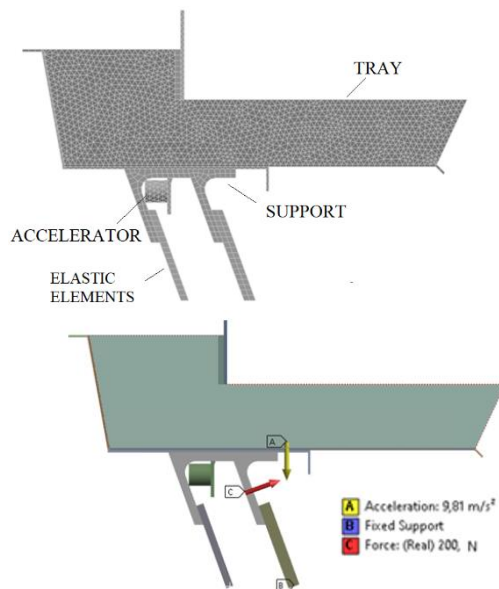 TRAY
SUPPORT
ACCELERATOR
ELASTIC
ELEMENTS
A
C
B
A Acceleration: 9,81 m/s²
B Fixed Support
C Force: (Real) 200, N